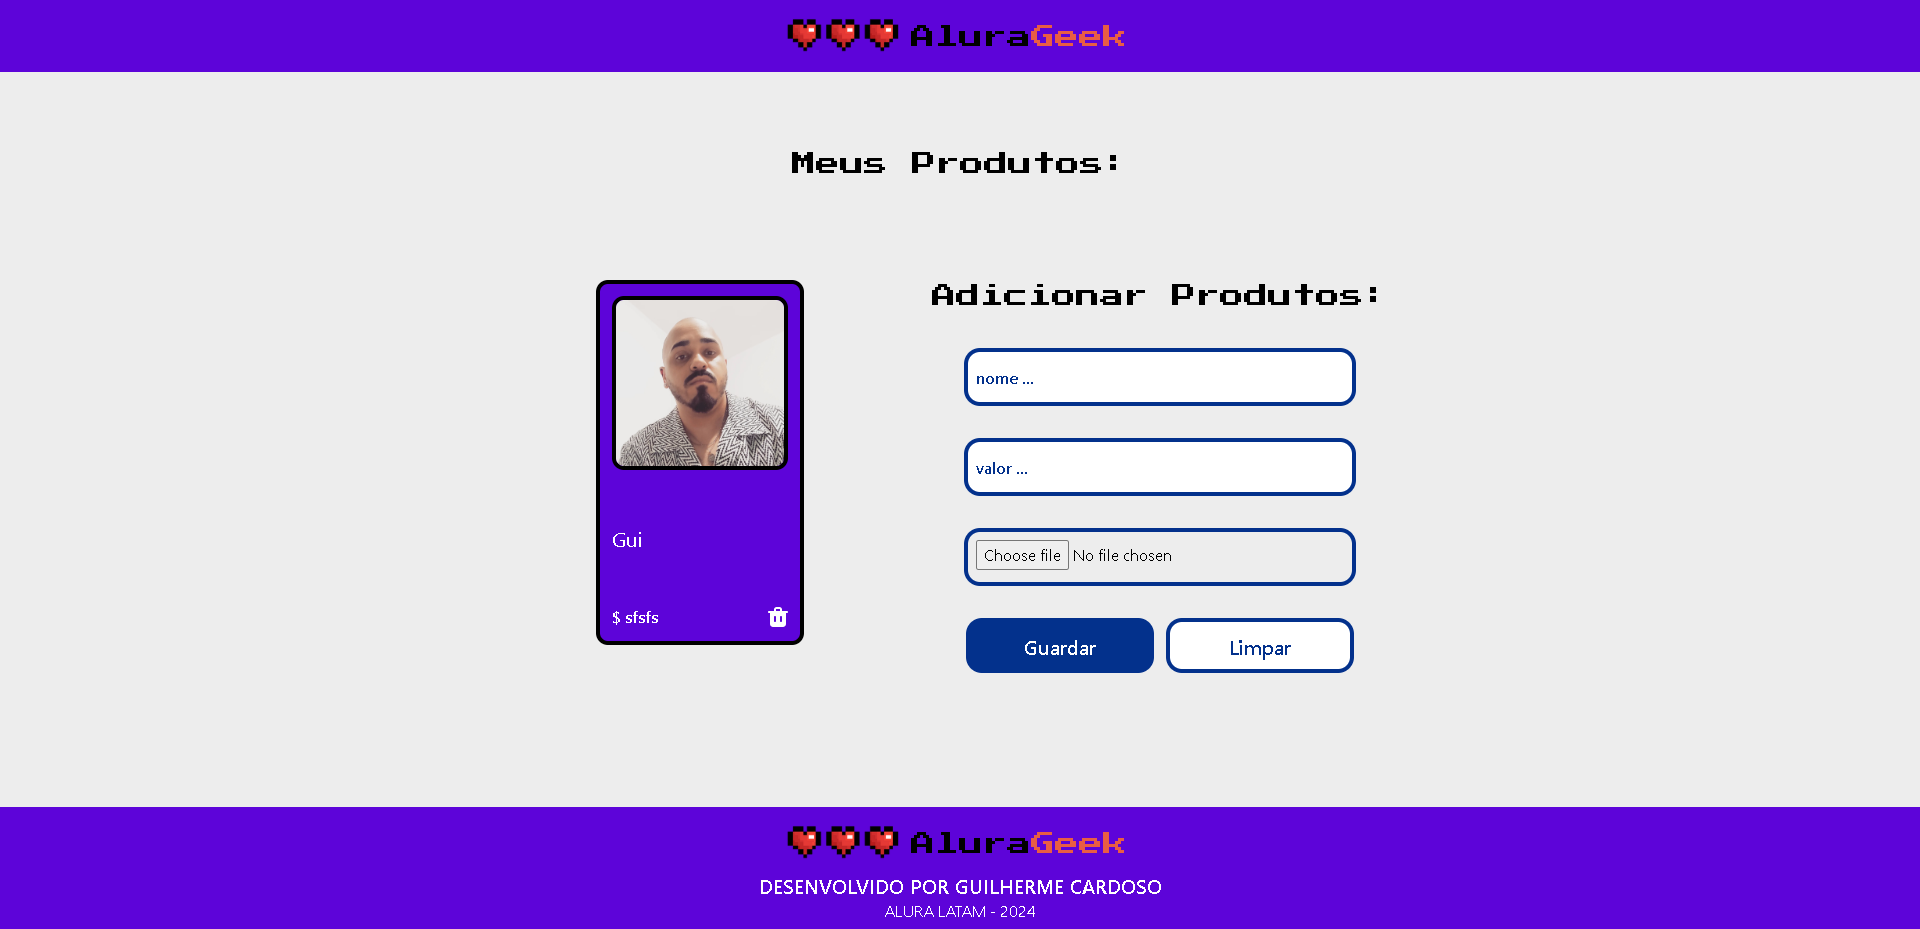 AluraGeek
Meus Produtos:
Gui
$ sfsfs
Adicionar Produtos:
nome ...
valor ...
Choose file No file chosen
Guardar Limpar
AluraGeek
DESENVOLVIDO POR GUILHERME CARDOSO
ALURA LATAM - 2024